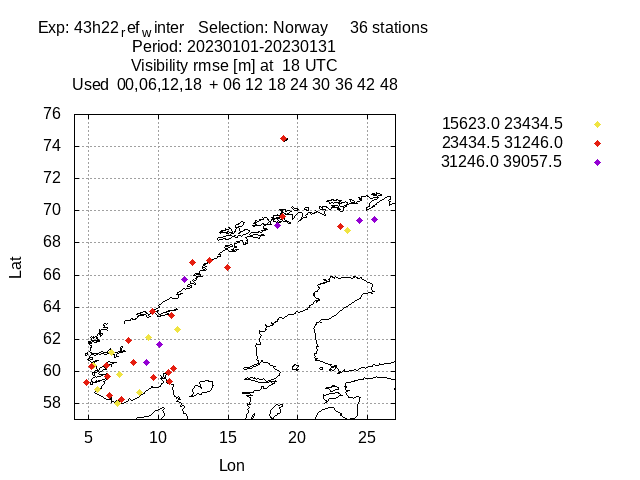 Exp: 43h22refwinter Selection: Norway 36 stations
Period: 20230101-20230131
Visibility rmse [m] at 18 UTC
Used 00,06,12,18 + 06 12 18 24 30 36 42 48
15623.0 23434.5
23434.5 31246.0
31246.0 39057.5
76
74
72
70
68
66
64
62
60
58
Lat
5 10 15 20 25
Lon